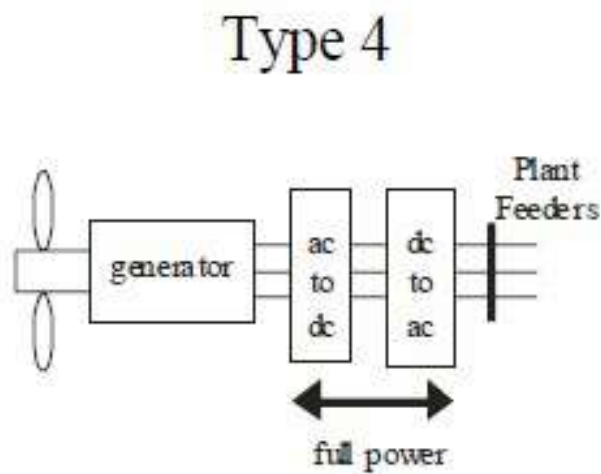 Type 4
Plant
Feeders
generator
ac
to
dc
dc
to
ac
full power